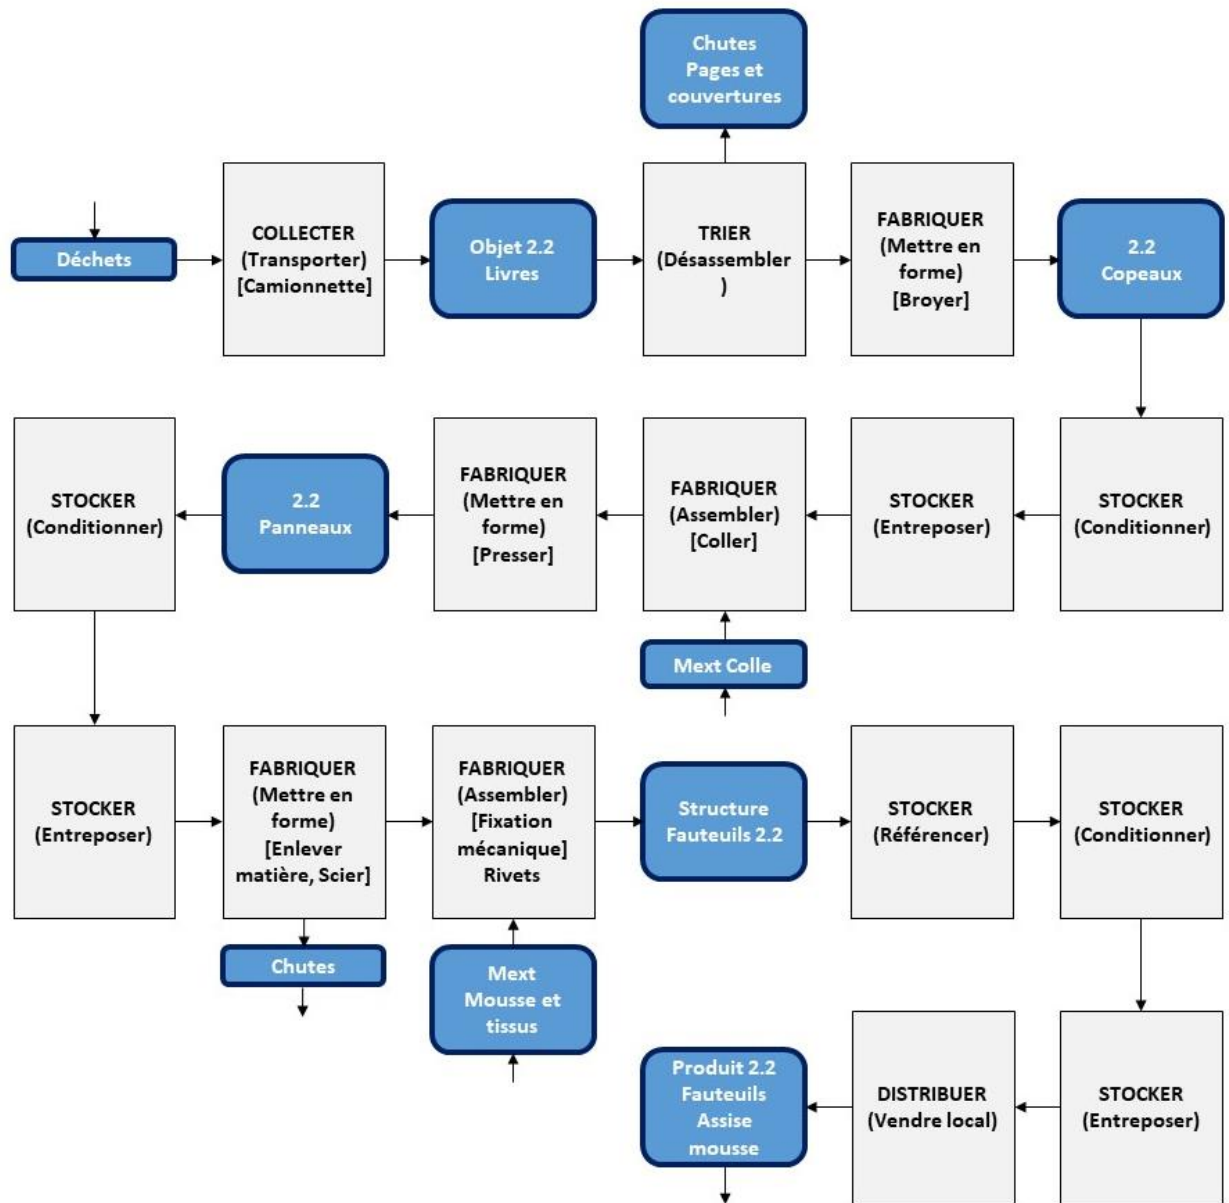 Chutes
Pages et
couvertures
Déchets
COLLECTER
(Transporter)
[Camionnette]
Objet 2.2
Livres
TRIER
(Désassembler
)
FABRIQUER
(Mettre en
forme)
[Broyer]
2.2
Copeaux
STOCKER
(Conditionner)
2.2
Panneaux
FABRIQUER
(Mettre en
forme)
[Presser]
FABRIQUER
(Assembler)
[Coller]
STOCKER
(Entreposer)
STOCKER
(Conditionner)
Mext Colle
STOCKER
(Entreposer)
FABRIQUER
(Mettre en
forme)
[Enlever
matière, Scier]
FABRIQUER
(Assembler)
[Fixation
mécanique]
Rivets
Structure
Fauteuils 2.2
STOCKER
(Référencer)
STOCKER
(Conditionner)
Chutes
Mext
Mousse et
tissus
Produit 2.2
Fauteuils
Assise
mousse
DISTRIBUER
(Vendre local)
STOCKER
(Entreposer)